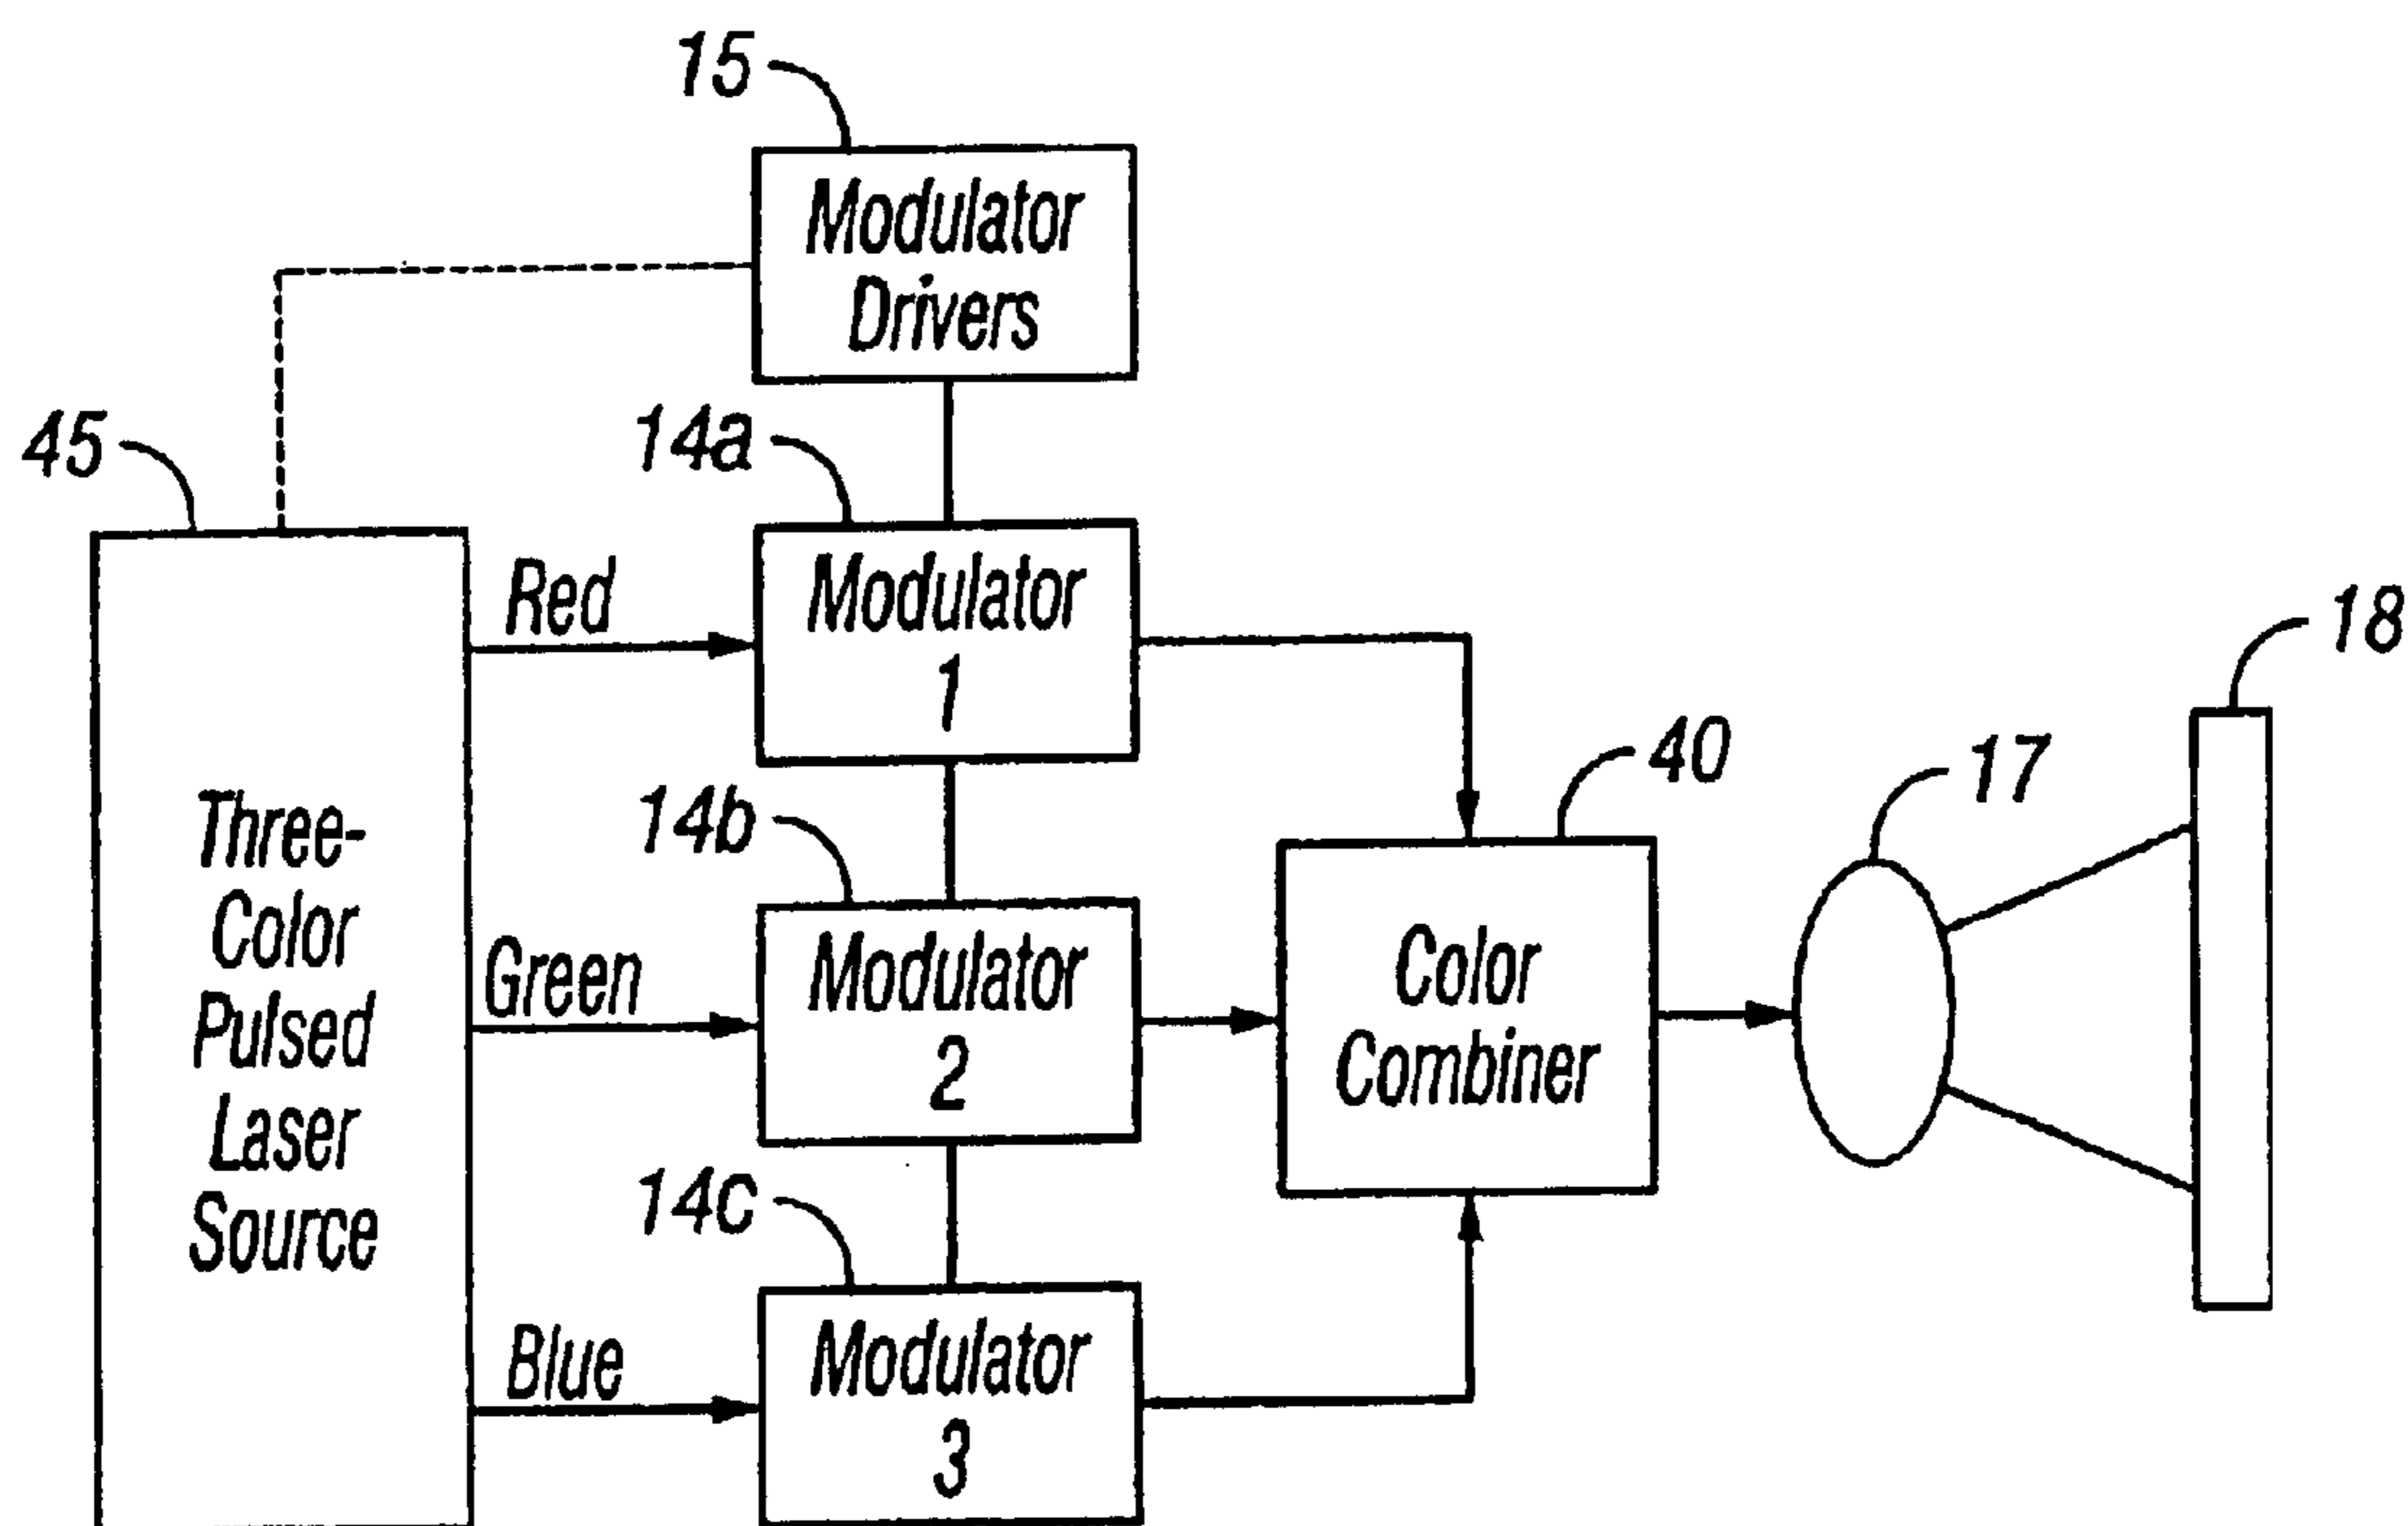 15
Modulator
Drivers
45
14a
Red
Modulator
1
18
14b
40
17
Three-
Color
Pulsed
Laser
Source
Green
Modulator
2
Color
Combiner
14c
Blue
Modulator
3